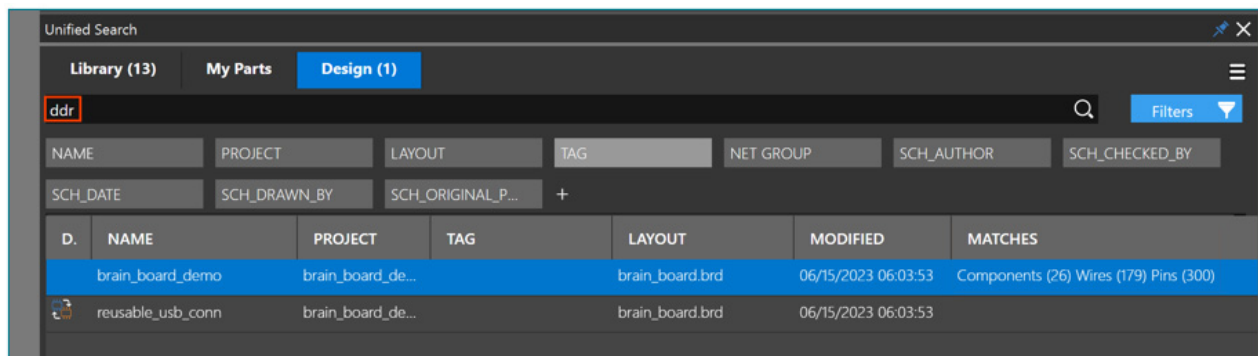 Unified Search
Library (13) My Parts Design (1)
ddr Filters
NAME PROJECT LAYOUT TAG NET GROUP SCH_AUTHOR SCH_CHECKED_BY
SCH_DATE SCH_DRAWN_BY SCH_ORIGINAL_P... +
D. NAME PROJECT TAG LAYOUT MODIFIED MATCHES
brain_board_demo brain_board_de... brain_board.brd 06/15/2023 06:03:53 Components (26) Wires (179) Pins (300)
reusable_usb_conn brain_board_de... brain_board.brd 06/15/2023 06:03:53